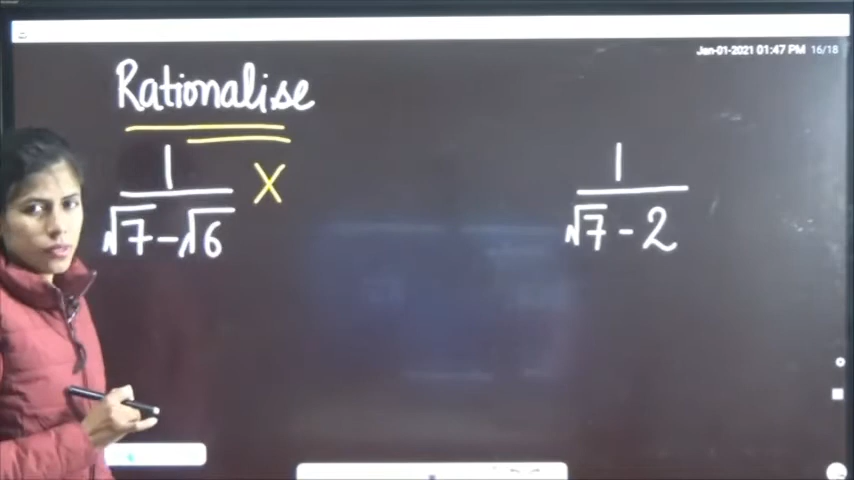 Jan-01-2021 01:47 PM 16/18
Rationalise
1/(√7-√6) ×
1/(√7-2)